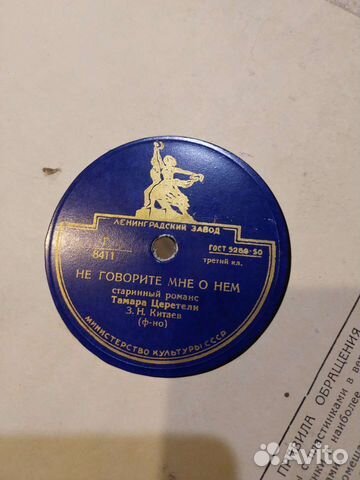 ЛЕНИНГРАДСКИЙ ЗАВОД
Г
8411
ГОСТ 5289-50
третий кл.
НЕ ГОВОРИТЕ МНЕ О НЕМ
старинный романс
Тамара Церетели
З. Н. Китаев
(ф-но)
МИНИСТЕРСТВО КУЛЬТУРЫ СССР
ПРАВИЛА ОБРАЩЕНИ
Avito